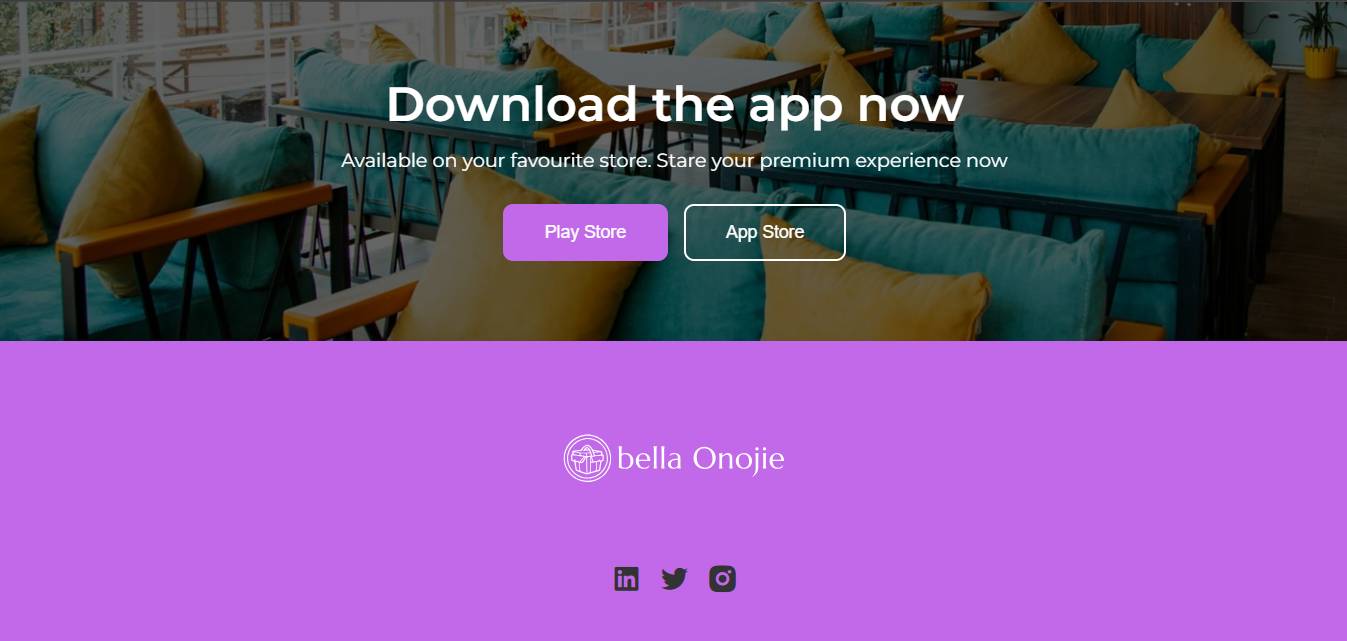 Download the app now
Available on your favourite store. Stare your premium experience now
Play Store
App Store
bella Onojie
in